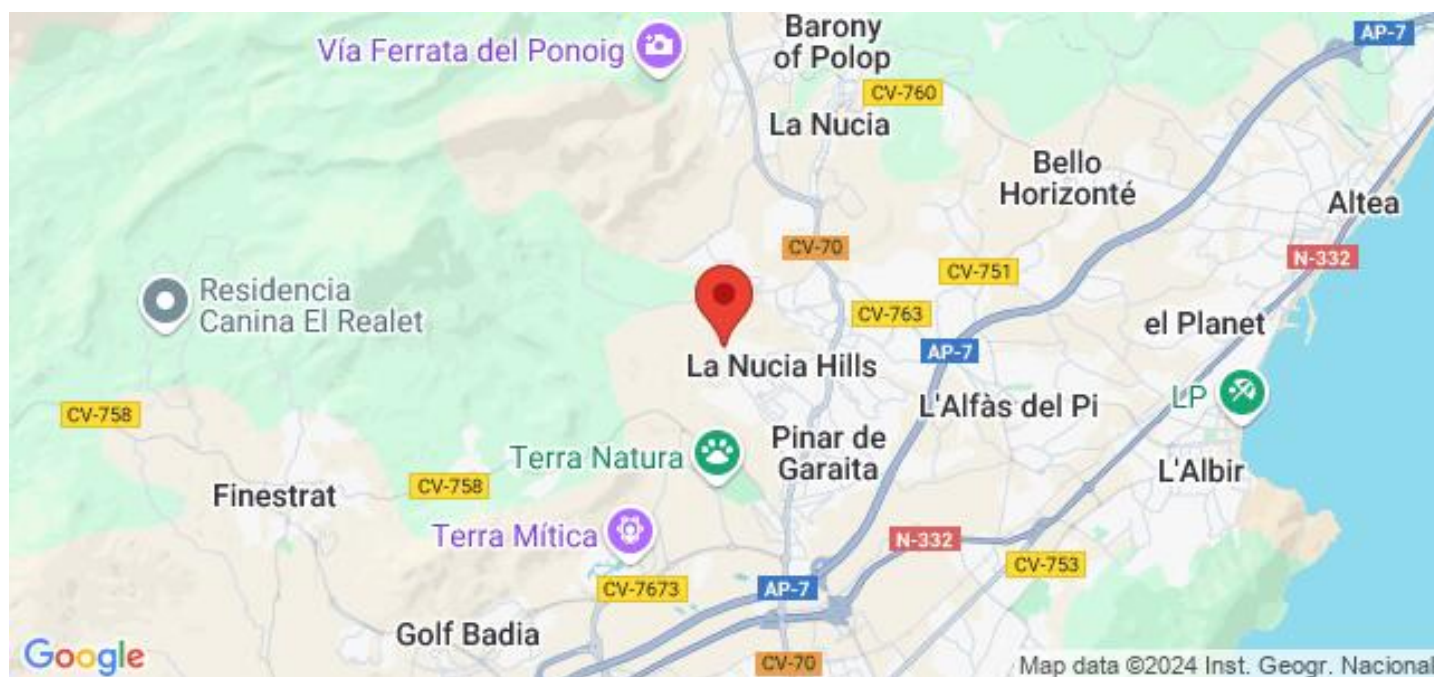 Barony
of Polop
AP-7
Vía Ferrata del Ponoig
CV-760
La Nucia
Bello
Horizonté
Altea
CV-70
N-332
CV-751
Residencia
Canina El Realet
CV-763
el Planet
AP-7
La Nucia Hills
LP
L'Alfàs del Pi
CV-758
Pinar de
Garaita
Terra Natura
L'Albir
CV-758
Finestrat
Terra Mítica
N-332
CV-753
CV-7673
AP-7
Golf Badia
Google
CV-70
Map data ©2024 Inst. Geogr. Nacional